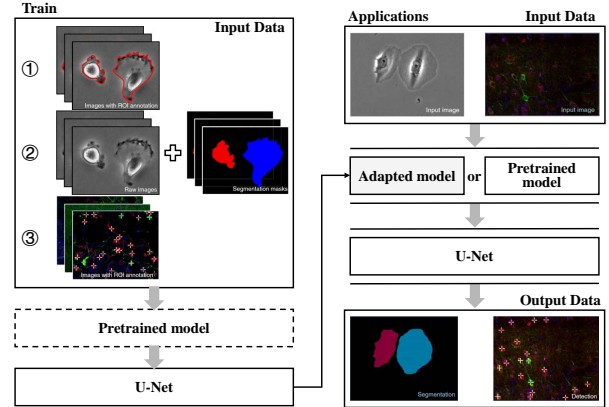 Train
Input Data
①
Images with ROI annotation
②
Raw images
Segmentation masks
③
Images with ROI annotation
Pretrained model
U-Net
Applications
Input Data
Input image
Input image
Adapted model
or
Pretrained
model
U-Net
Output Data
Segmentation
Detection